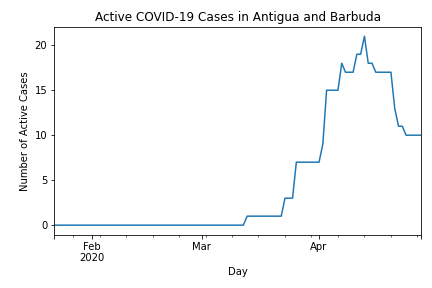 Active COVID-19 Cases in Antigua and Barbuda
Number of Active Cases
20
15
10
5
0
Feb
2020
Mar
Apr
Day